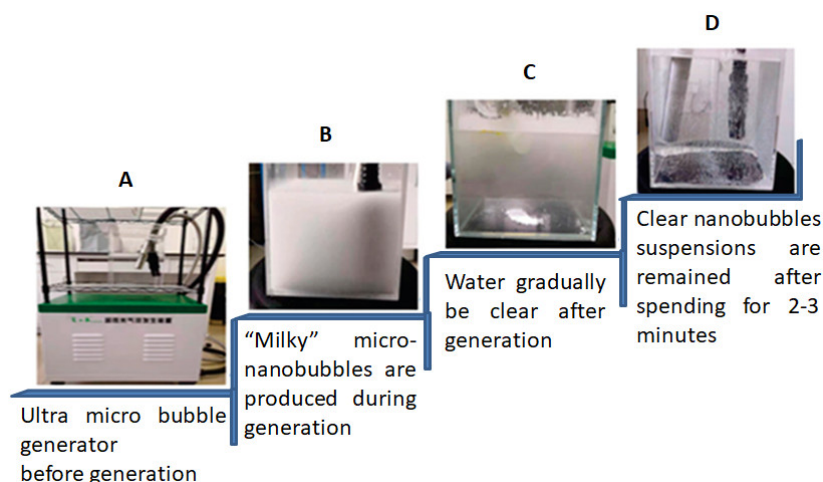 A
B
C
D
Ultra micro bubble
generator
before generation
“Milky” micro-
nanobubbles are
produced during
generation
Water gradually
be clear after
generation
Clear nanobubbles
suspensions are
remained after
spending for 2-3
minutes